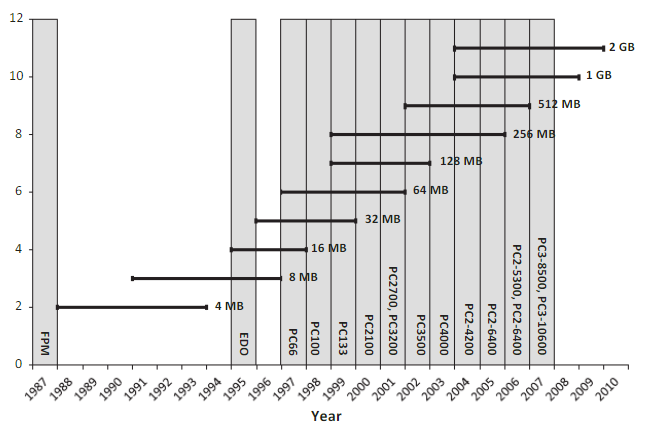 12
10
8
6
4
2
0
2 GB
1 GB
512 MB
256 MB
128 MB
64 MB
32 MB
16 MB
8 MB
4 MB
FPM
EDO
PC66
PC100
PC133
PC2100
PC2700, PC3200
PC3500
PC4000
PC2-4200
PC2-6400
PC2-5300, PC2-6400
PC3-8500, PC3-10600
1987
1988
1989
1990
1991
1992
1993
1994
1995
1996
1997
1998
1999
2000
2001
2002
2003
2004
2005
2006
2007
2008
2009
2010
Year